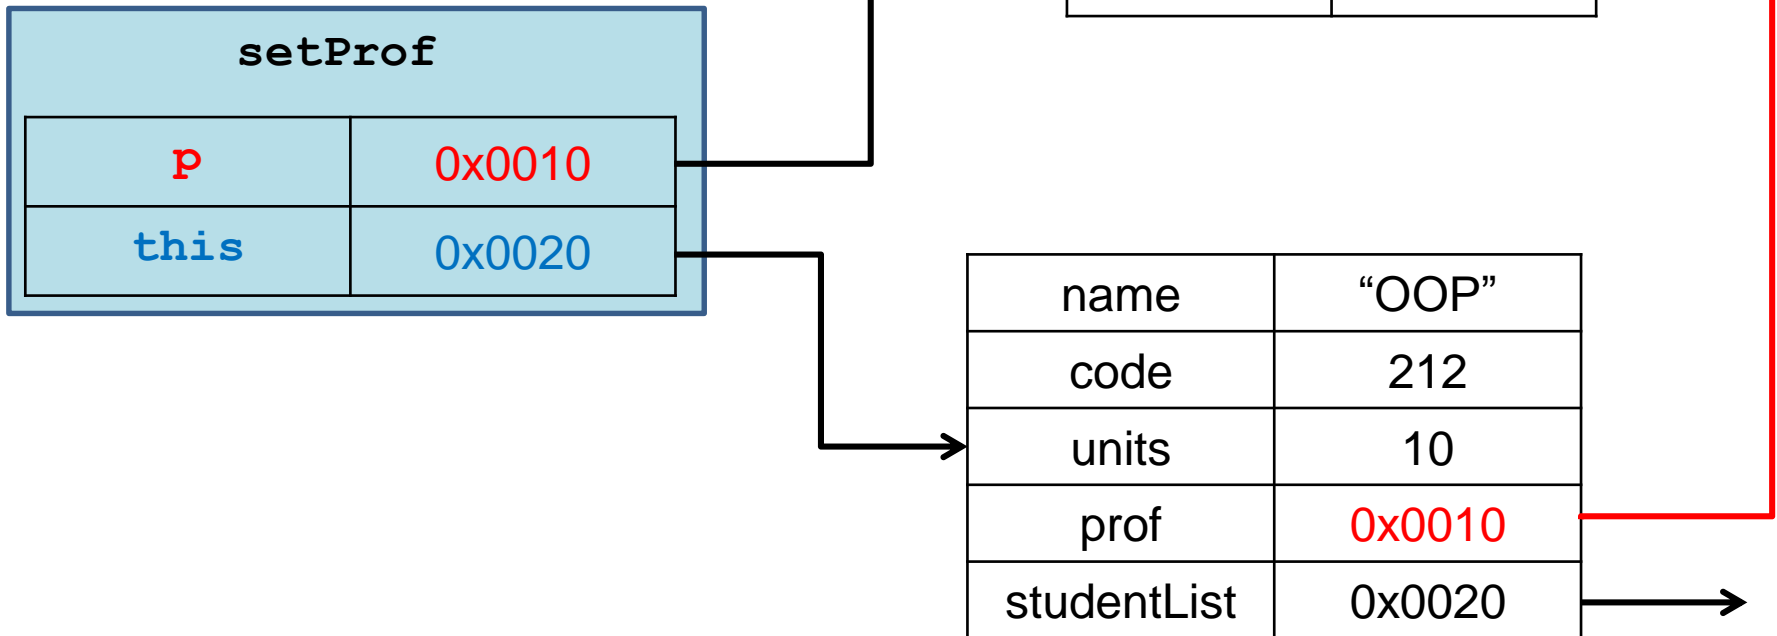 setProf
p 0x0010
this 0x0020
name “OOP”
code 212
units 10
prof 0x0010
studentList 0x0020